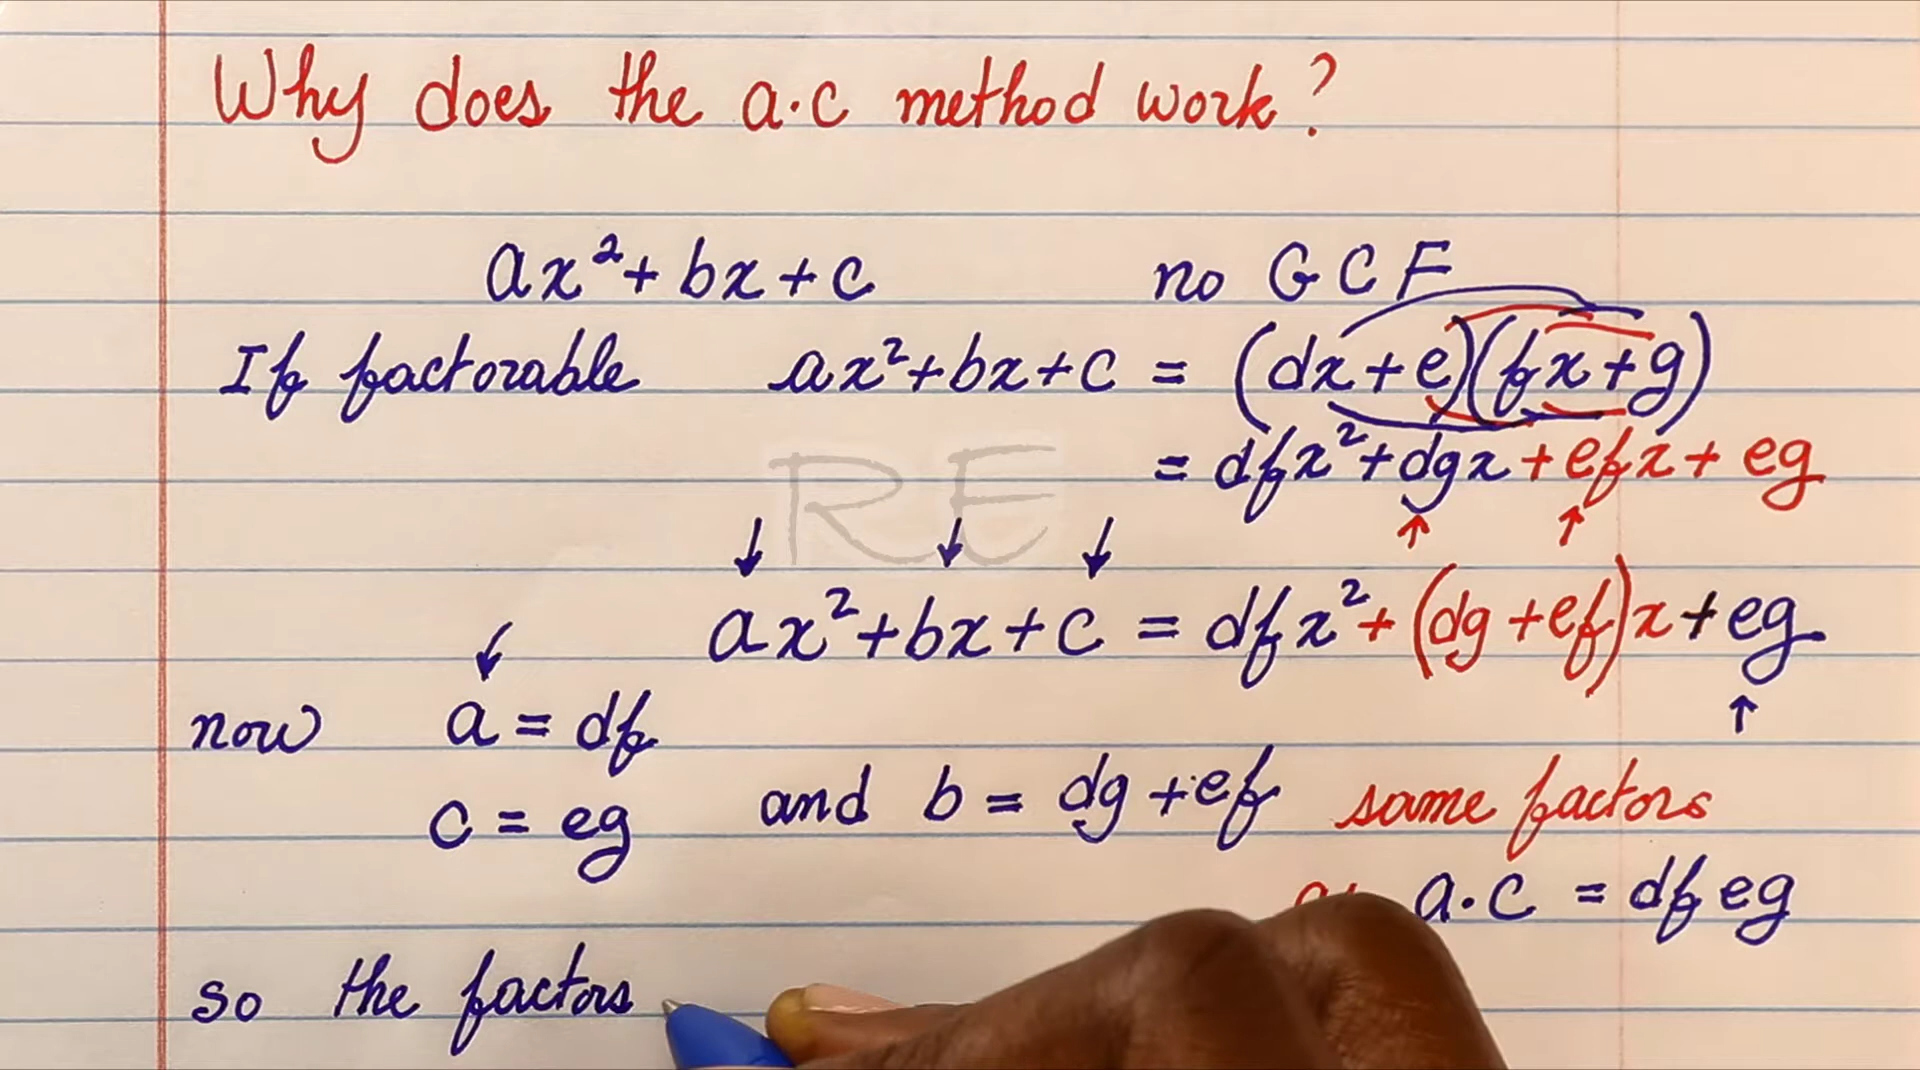 Why does the a·c method work?
ax²+bx+c no GCF
If factorable ax²+bx+c = (dx+e)(fx+g)
= dfx²+dgx+efx+eg
RE
ax²+bx+c = dfx²+(dg+ef)x+eg
now a = df
c = eg and b = dg+ef same factors
a·c = dfeg
so the factors